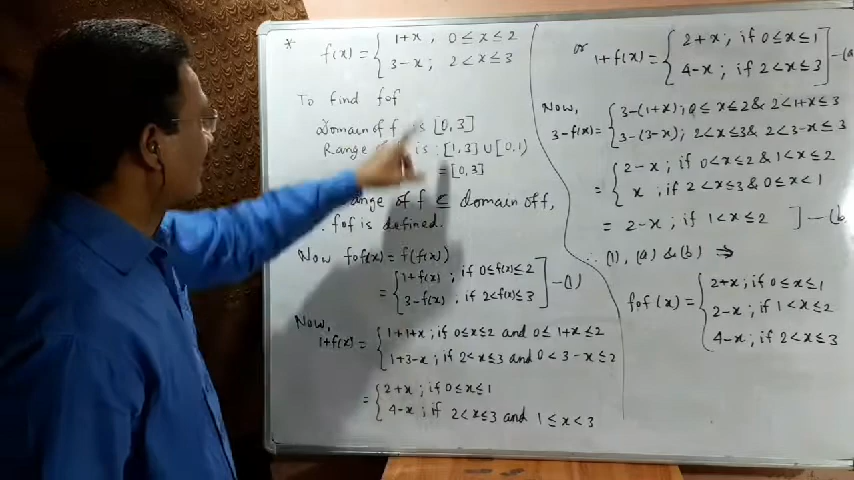 * f(x) = { 1+x , 0≤x≤2
3-x ; 2<x≤3
To find fof
Domain of f is [0,3]
Range of is : [1,3] ∪ [0,1)
= [0,3]
Range of f ⊆ domain of f,
fof is defined.
Now fof(x) = f(f(x))
= { 1+f(x) ; if 0≤f(x)≤2
3-f(x) , if 2<f(x)≤3 ] -(1)
Now,
1+f(x) = { 1+1+x ; if 0≤x≤2 and 0≤1+x≤2
1+3-x ; if 2<x≤3 and 0<3-x≤2
= { 2+x ; if 0≤x≤1
4-x ; if 2<x≤3 and 1≤x<3
or 1+f(x) = { 2+x ; if 0≤x≤1
4-x ; if 2<x≤3 ] -(a
Now,
3-f(x) = { 3-(1+x) ; 0≤x≤2 & 2<1+x≤3
3-(3-x) ; 2<x≤3 & 2<3-x≤3
= { 2-x ; if 0<x≤2 & 1<x≤2
x ; if 2<x≤3 & 0≤x<1
= 2-x ; if 1<x≤2 ] -(b
∴ (1), (a) & (b) ⇒
fof(x) = { 2+x ; if 0≤x≤1
2-x ; if 1<x≤2
4-x ; if 2<x≤3